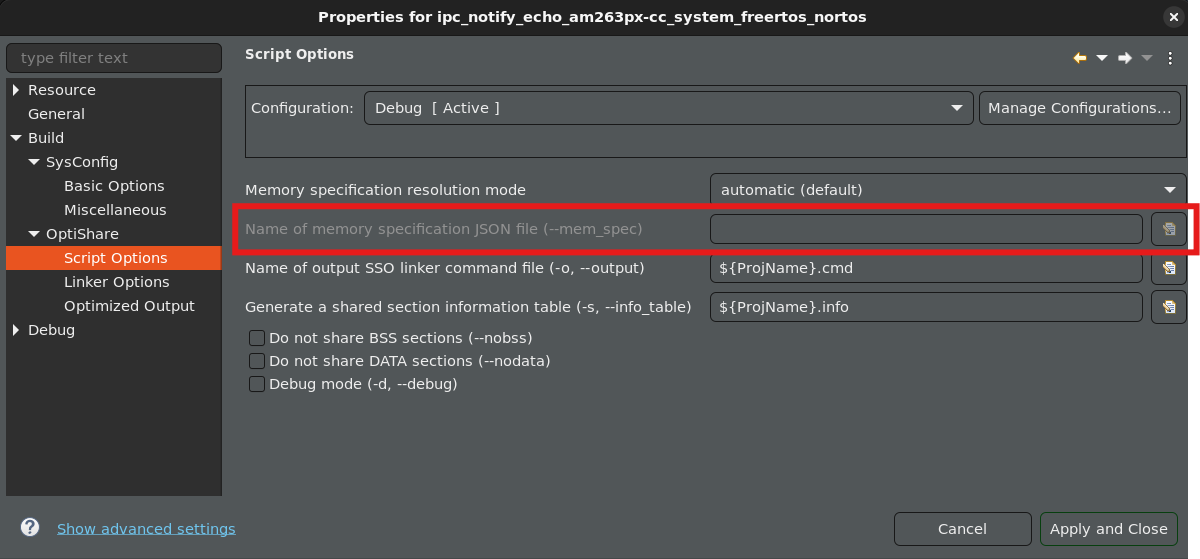 Properties for ipc_notify_echo_am263px-cc_system_freertos_nortos
type filter text
Resource
General
Build
SysConfig
Basic Options
Miscellaneous
OptiShare
Script Options
Linker Options
Optimized Output
Debug
Script Options
Configuration: Debug [ Active ] Manage Configurations...
Memory specification resolution mode automatic (default)
Name of memory specification JSON file (--mem_spec)
Name of output SSO linker command file (-o, --output) ${ProjName}.cmd
Generate a shared section information table (-s, --info_table) ${ProjName}.info
Do not share BSS sections (--nobss)
Do not share DATA sections (--nodata)
Debug mode (-d, --debug)
? Show advanced settings Cancel Apply and Close